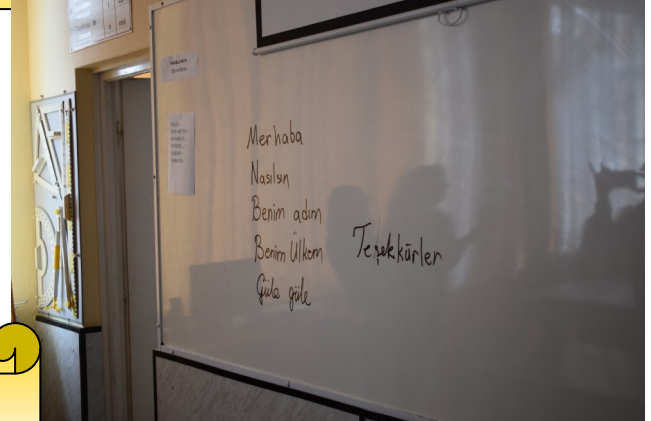 Merhaba
Nasılsın
Benim adım
Benim Ülkem
Teşekkürler
Güle güle